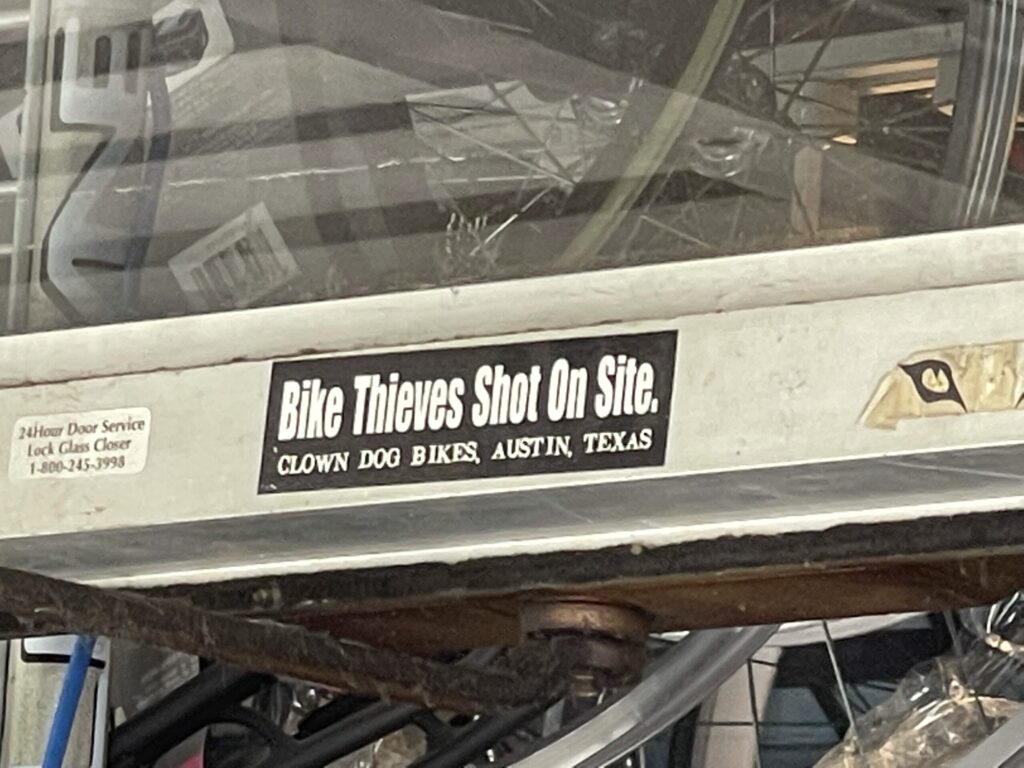 24Hour Door Service
Lock Glass Closer
1-800-245-3998
Bike Thieves Shot On Site.
CLOWN DOG BIKES, AUSTIN, TEXAS